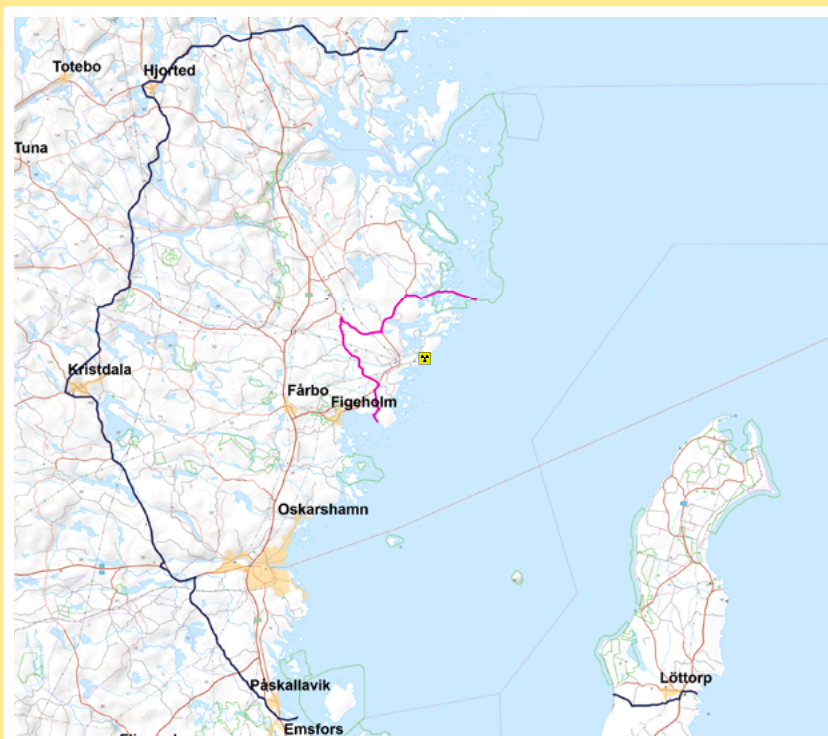 Totebo
Hjorted
Tuna
Kristdala
Fårbo
Figeholm
Oskarshamn
Löttorp
Påskallavik
Emsfors